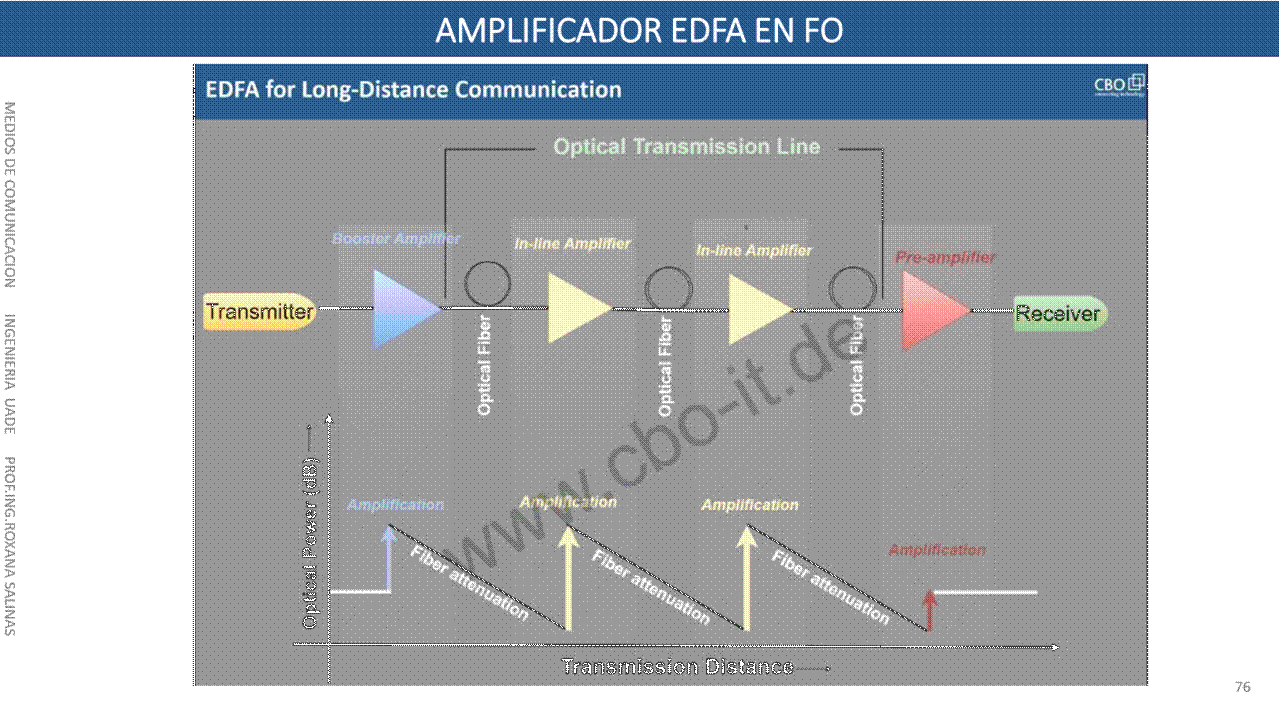 AMPLIFICADOR EDFA EN FO
EDFA for Long-Distance Communication
CBO
connecting technology
Optical Transmission Line
Booster Amplifier
In-line Amplifier
In-line Amplifier
Pre-amplifier
Transmitter
Receiver
Optical Fiber
Optical Fiber
Optical Fiber
www.cbo-it.de
Optical Power (dB)
Amplification
Amplification
Amplification
Amplification
Fiber attenuation
Fiber attenuation
Fiber attenuation
Transmission Distance
MEDIOS DE COMUNICACION INGENIERIA UADE PROF.ING.ROXANA SALINAS
76